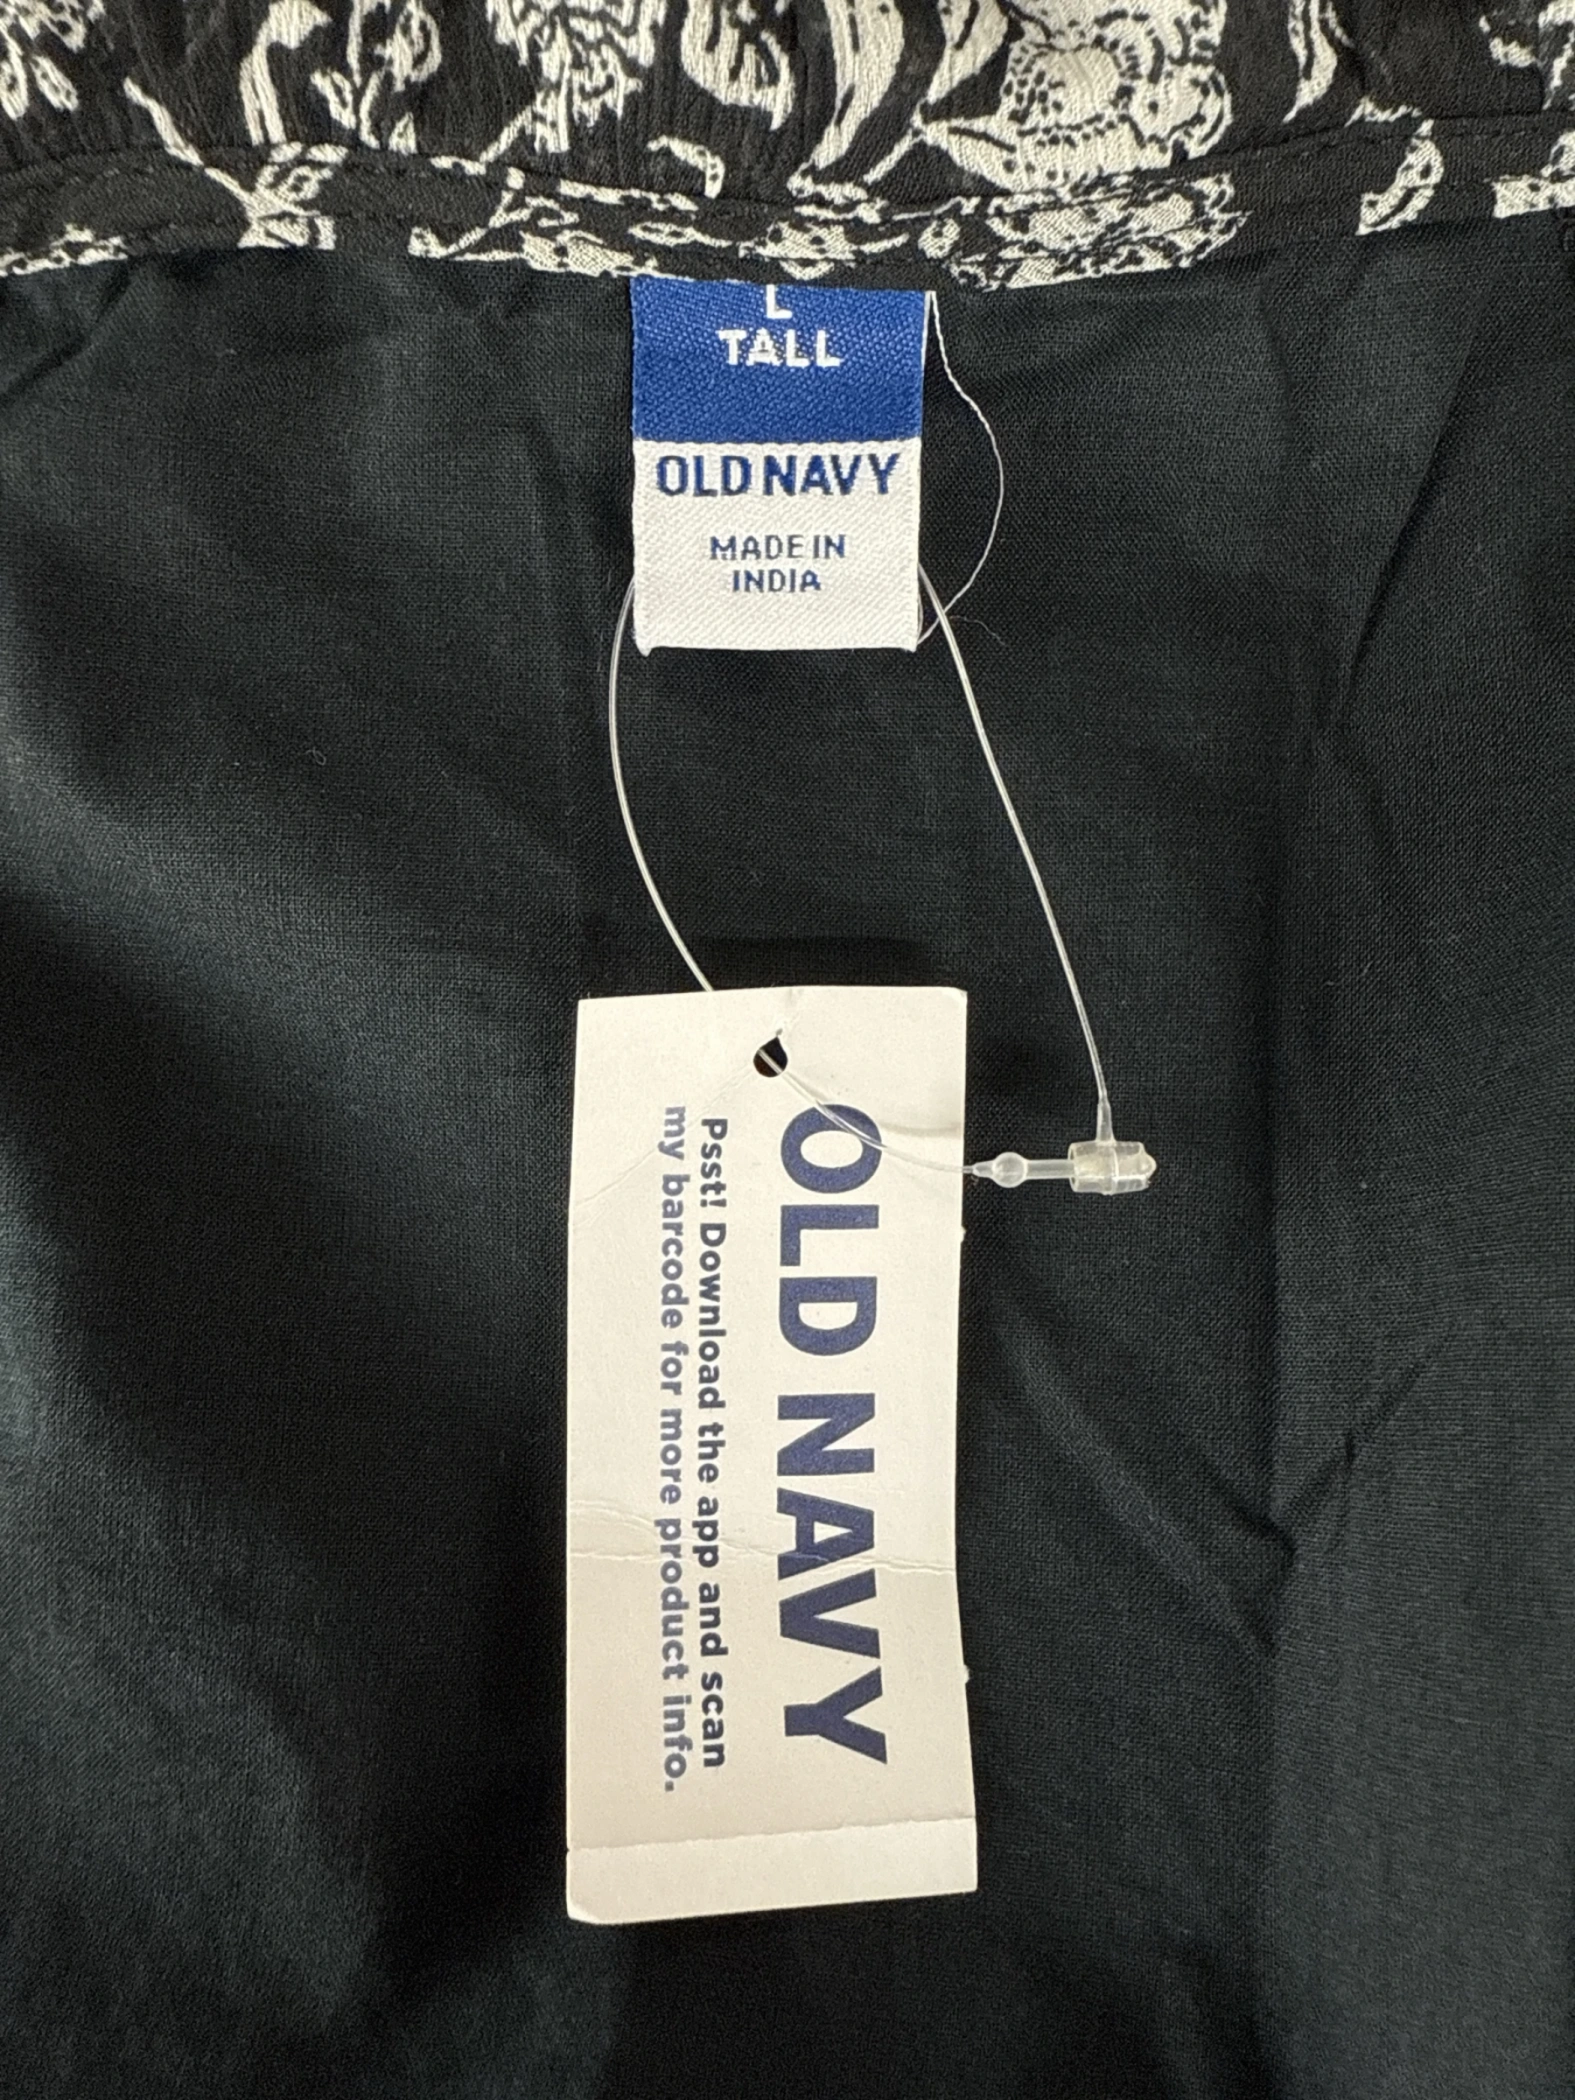 L
TALL
OLD NAVY
MADE IN
INDIA
OLD NAVY
Psst! Download the app and scan
my barcode for more product info.